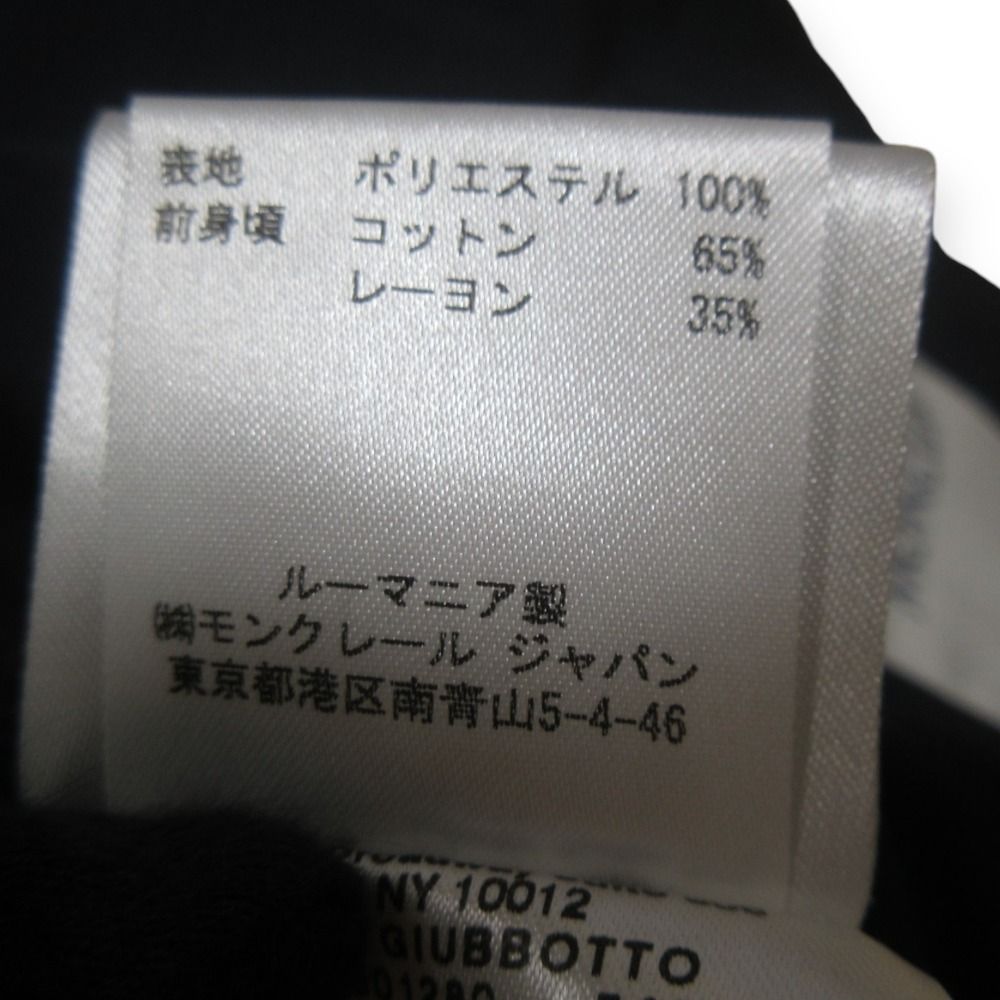 表地 ポリエステル 100%
前身頃 コットン 65%
レーヨン 35%
ルーマニア製
㈱モンクレール ジャパン
東京都港区南青山5-4-46
NY 10012
GIUBBOTTO